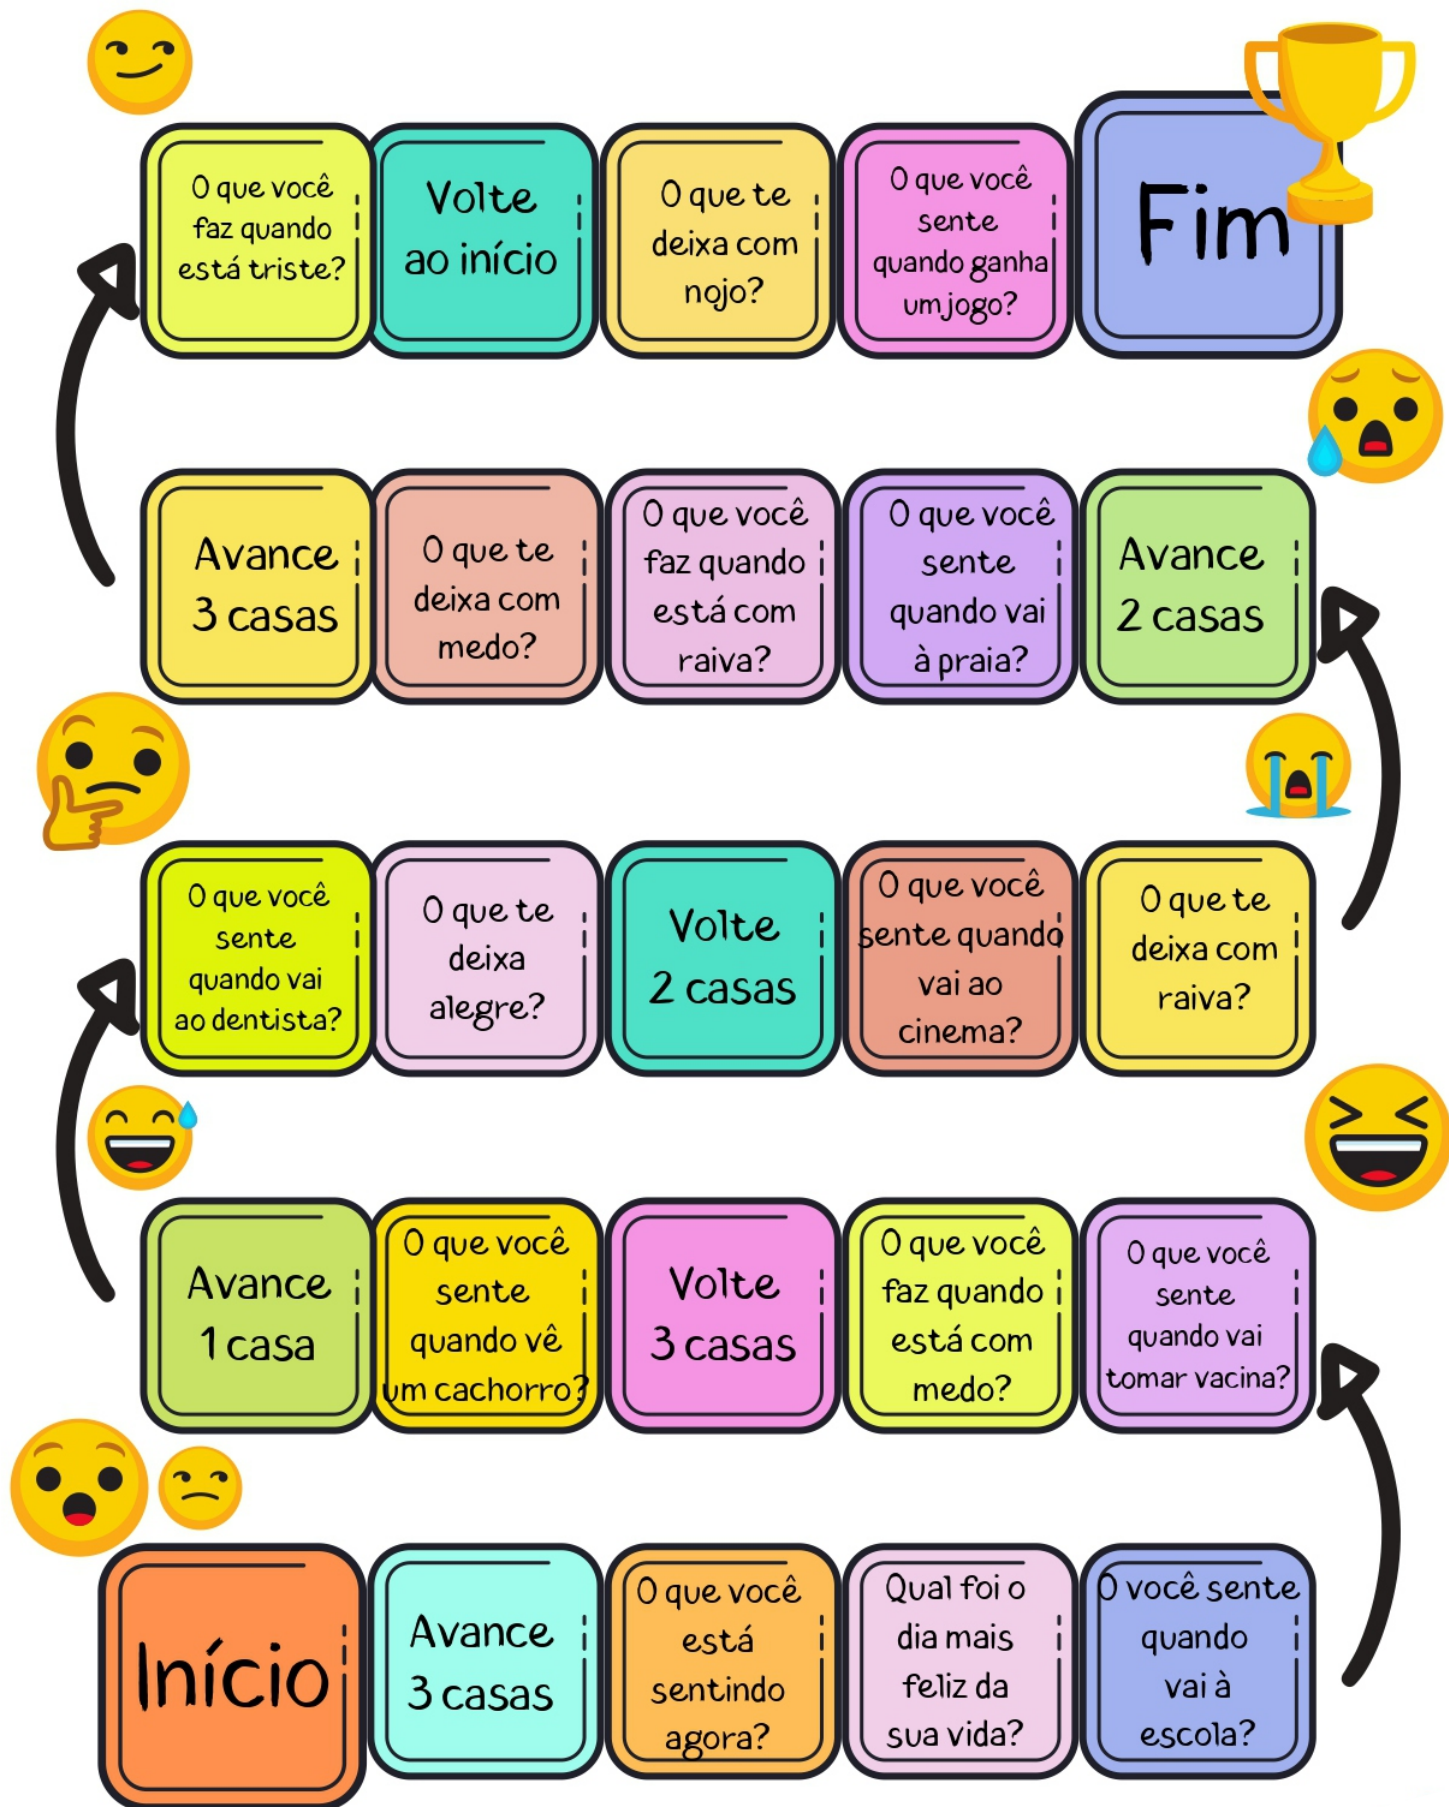 O que você
faz quando
está triste?
Volte
ao início
O que te
deixa com
nojo?
O que você
sente
quando ganha
um jogo?
Fim
Avance
3 casas
O que te
deixa com
medo?
O que você
faz quando
está com
raiva?
O que você
sente
quando vai
à praia?
Avance
2 casas
O que você
sente
quando vai
ao dentista?
O que te
deixa
alegre?
Volte
2 casas
O que você
sente quando
vai ao
cinema?
O que te
deixa com
raiva?
Avance
1 casa
O que você
sente
quando vê
um cachorro?
Volte
3 casas
O que você
faz quando
está com
medo?
O que você
sente
quando vai
tomar vacina?
Início
Avance
3 casas
O que você
está
sentindo
agora?
Qual foi o
dia mais
feliz da
sua vida?
O você sente
quando
vai à
escola?